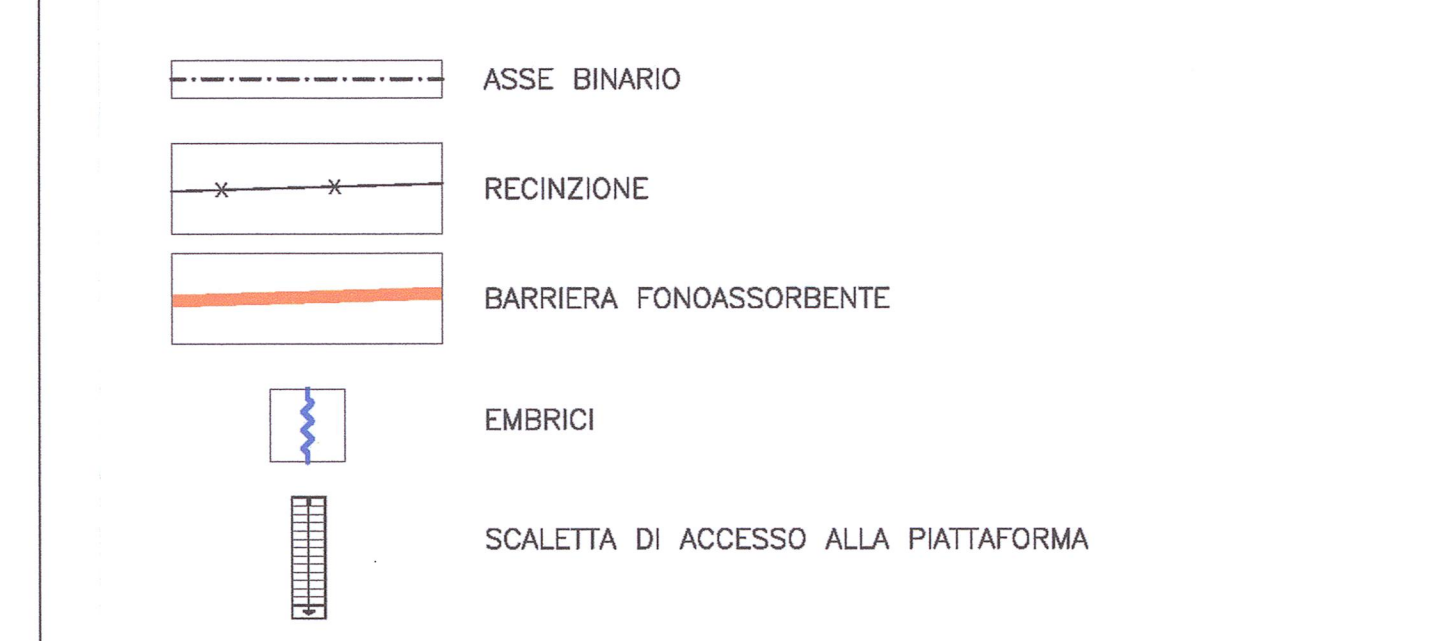 ASSE BINARIO
RECINZIONE
BARRIERA FONOASSORBENTE
EMBRICI
SCALETTA DI ACCESSO ALLA PIATTAFORMA